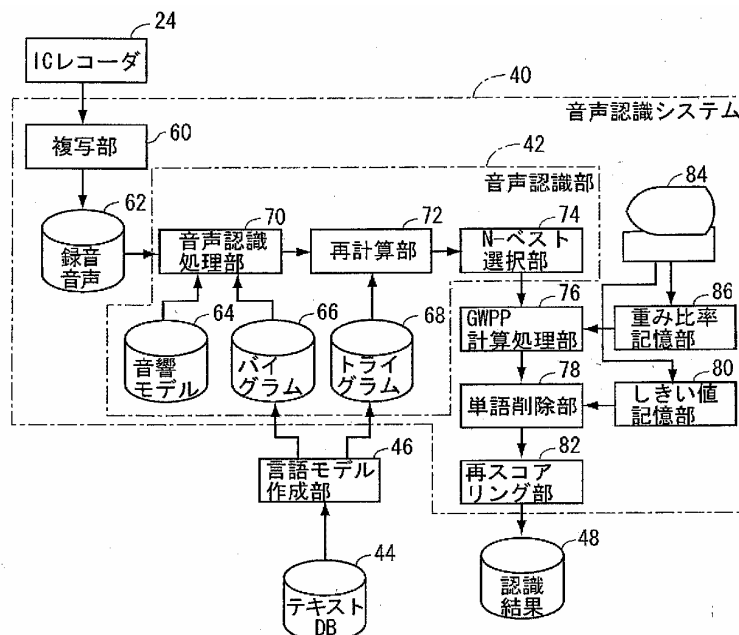 24
ICレコーダ
40
音声認識システム
複写部
60
42
音声認識部
84
62
録音
音声
70
音声認識
処理部
72
再計算部
74
N-ベスト
選択部
64
音響
モデル
66
バイ
グラム
68
トライ
グラム
76
GWPP
計算処理部
86
重み比率
記憶部
78
単語削除部
80
しきい値
記憶部
46
言語モデル
作成部
82
再スコア
リング部
44
テキスト
DB
48
認識
結果